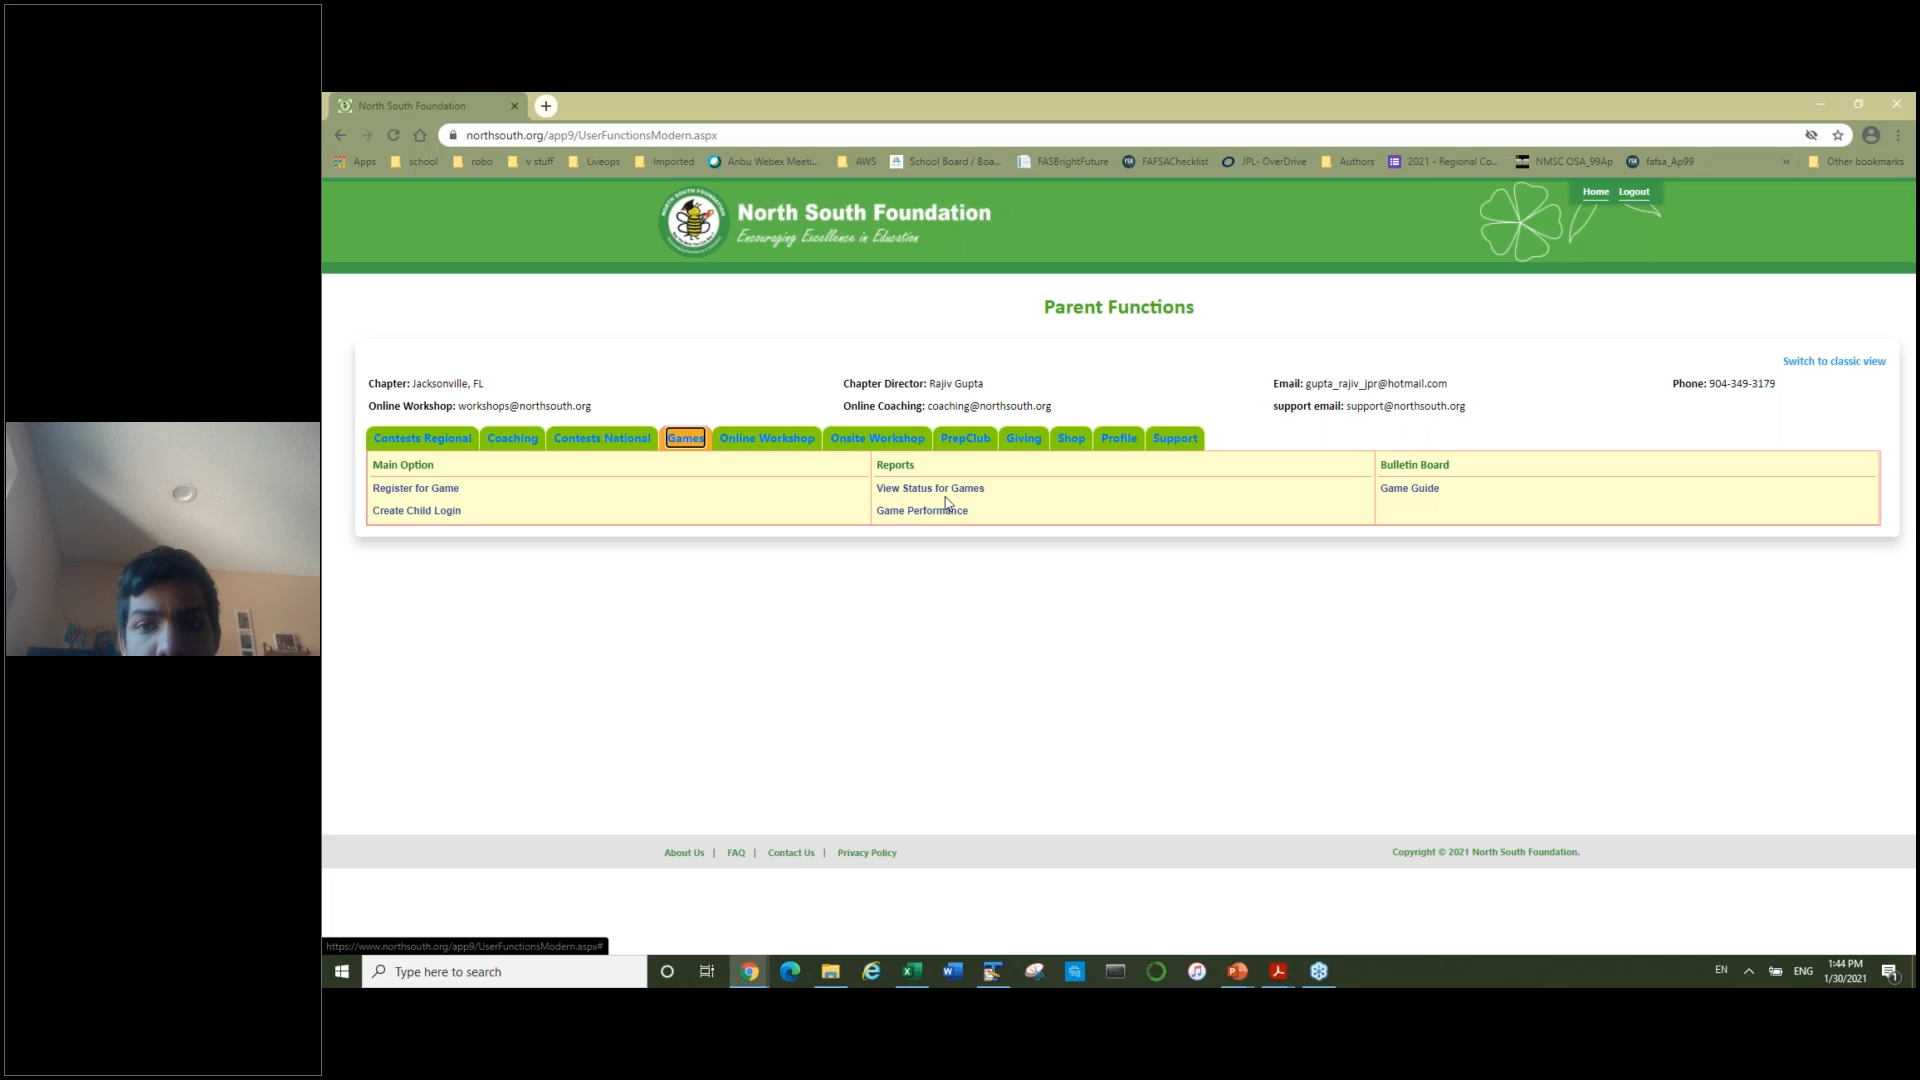 North South Foundation
northsouth.org/app9/UserFunctionsModern.aspx
Apps school robo v stuff Liveops Imported Anbu Webex Meeti... AWS School Board / Boa... FASBrightFuture FAFSAChecklist JPL- OverDrive Authors 2021 - Regional Co... NMSC OSA_99Ap fafsa_Ap99 » Other bookmarks
Home Logout
North South Foundation
Encouraging Excellence in Education
Parent Functions
Switch to classic view
Chapter: Jacksonville, FL Chapter Director: Rajiv Gupta Email: gupta_rajiv_jpr@hotmail.com Phone: 904-349-3179
Online Workshop: workshops@northsouth.org Online Coaching: coaching@northsouth.org support email: support@northsouth.org
Contests Regional Coaching Contests National Games Online Workshop Onsite Workshop PrepClub Giving Shop Profile Support
Main Option Reports Bulletin Board
Register for Game View Status for Games Game Guide
Create Child Login Game Performance
About Us | FAQ | Contact Us | Privacy Policy Copyright © 2021 North South Foundation.
https://www.northsouth.org/app9/UserFunctionsModern.aspx#
Type here to search EN ENG 1:44 PM
1/30/2021